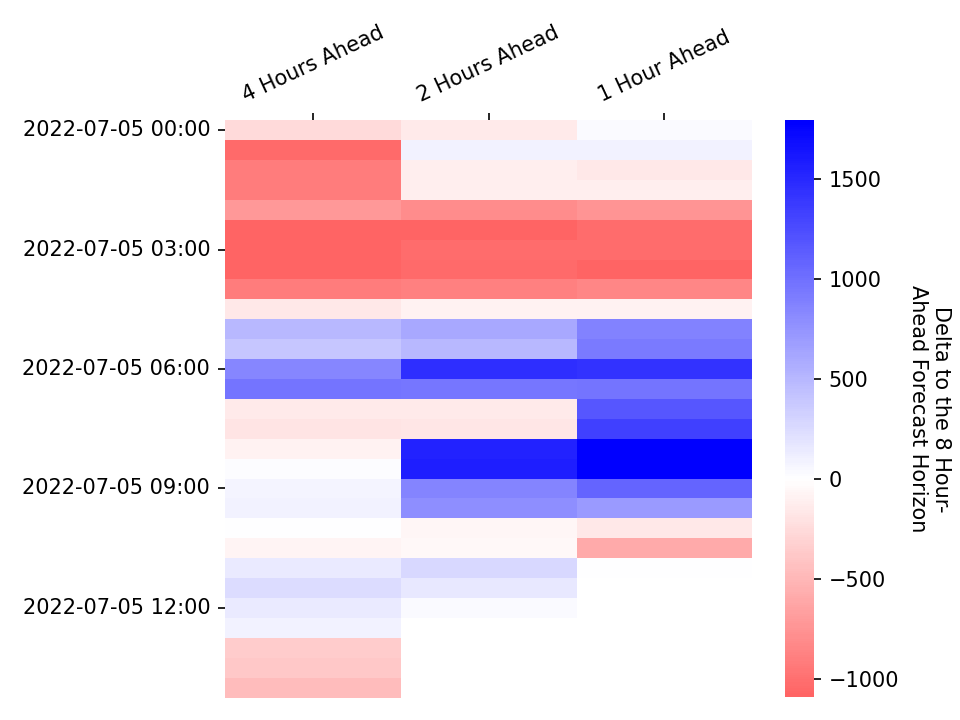 4 Hours Ahead
2 Hours Ahead
1 Hour Ahead
2022-07-05 00:00
2022-07-05 03:00
2022-07-05 06:00
2022-07-05 09:00
2022-07-05 12:00
1500
1000
500
0
−500
−1000
Delta to the 8 Hour-
Ahead Forecast Horizon